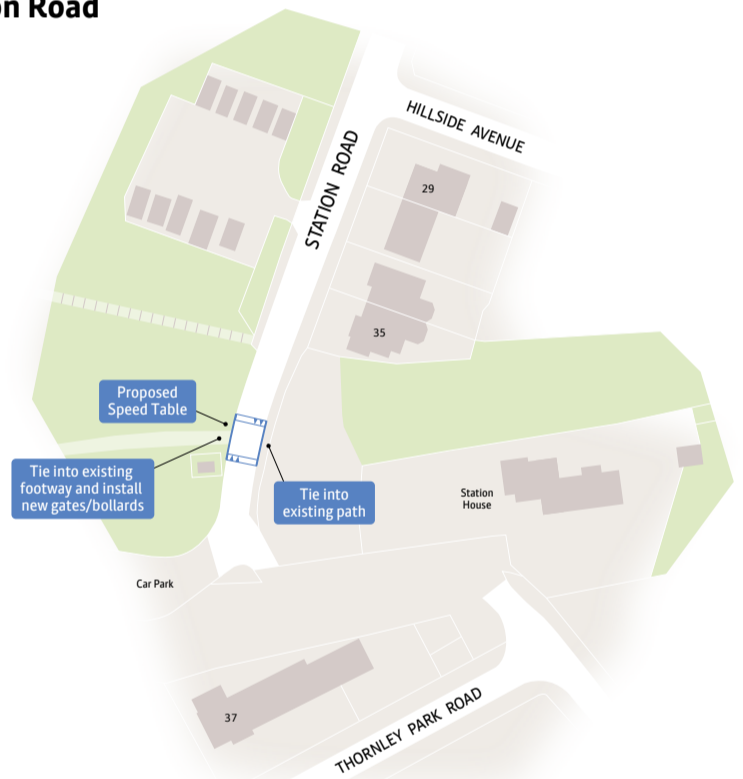 on Road
HILLSIDE AVENUE
STATION ROAD
29
35
Proposed
Speed Table
Tie into existing
footway and install
new gates/bollards
Tie into
existing path
Station
House
Car Park
37
THORNLEY PARK ROAD